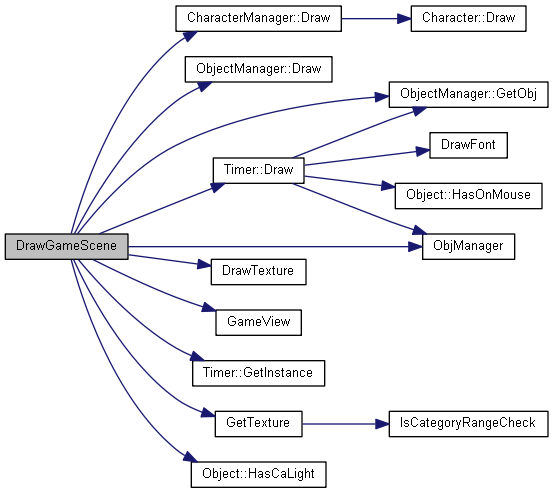 CharacterManager::Draw
Character::Draw
ObjectManager::Draw
ObjectManager::GetObj
DrawFont
Timer::Draw
Object::HasOnMouse
DrawGameScene
ObjManager
DrawTexture
GameView
Timer::GetInstance
GetTexture
IsCategoryRangeCheck
Object::HasCaLight